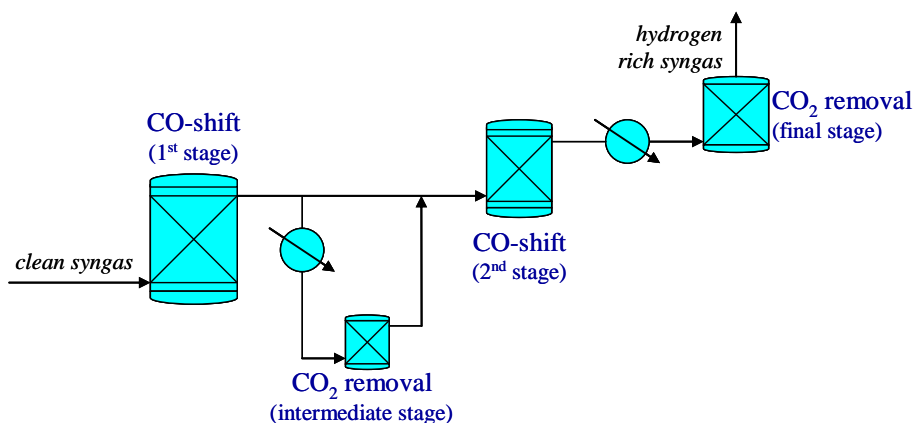 hydrogen
rich syngas
CO₂ removal
(final stage)
CO-shift
(1ˢᵗ stage)
CO-shift
(2ⁿᵈ stage)
clean syngas
CO₂ removal
(intermediate stage)